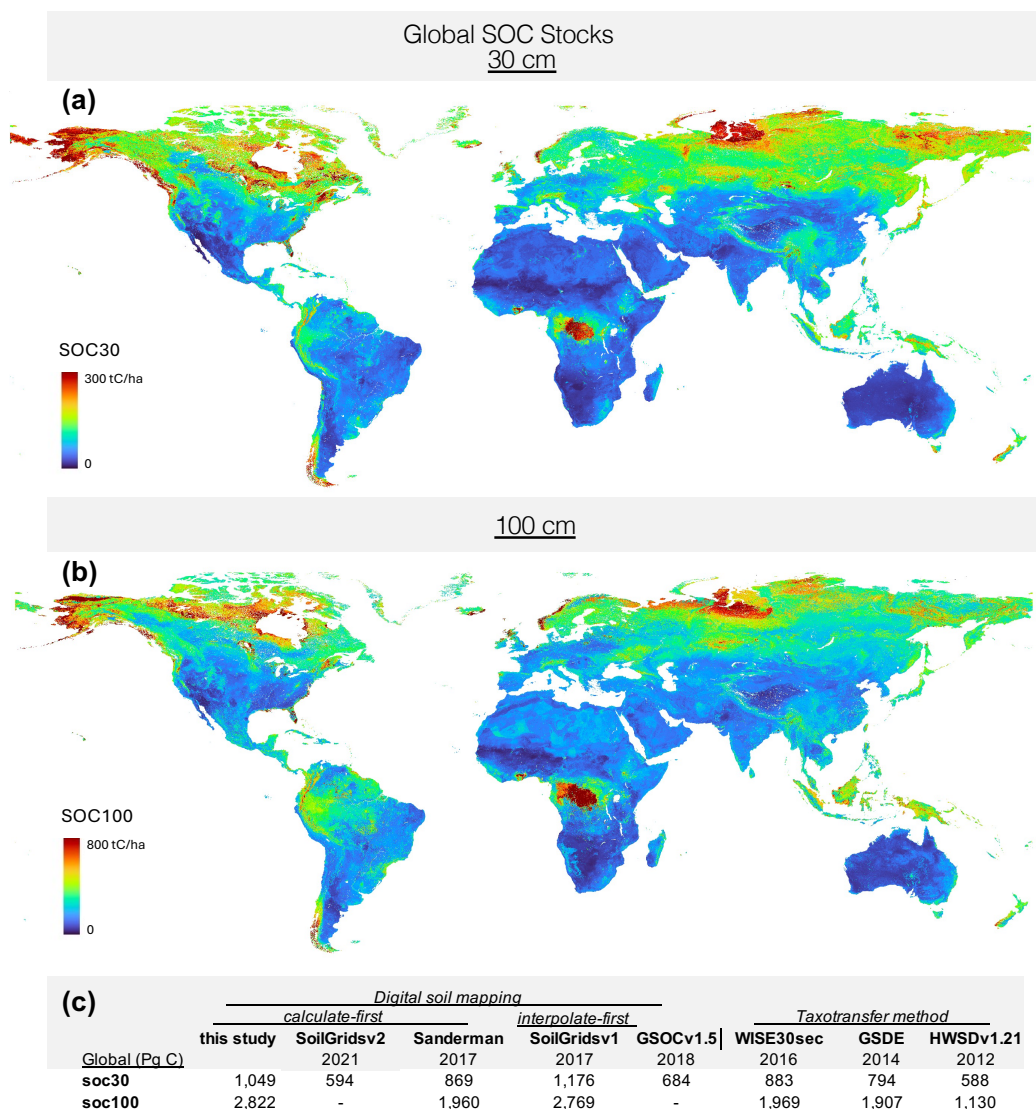 Global SOC Stocks
30 cm
(a)
SOC30
300 tC/ha
0
100 cm
(b)
SOC100
800 tC/ha
0
(c)
Digital soil mapping
calculate-first interpolate-first Taxotransfer method
this study SoilGridsv2 Sanderman SoilGridsv1 GSOCv1.5 WISE30sec GSDE HWSDv1.21
Global (Pg C) 2021 2017 2017 2018 2016 2014 2012
soc30 1,049 594 869 1,176 684 883 794 588
soc100 2,822 - 1,960 2,769 - 1,969 1,907 1,130